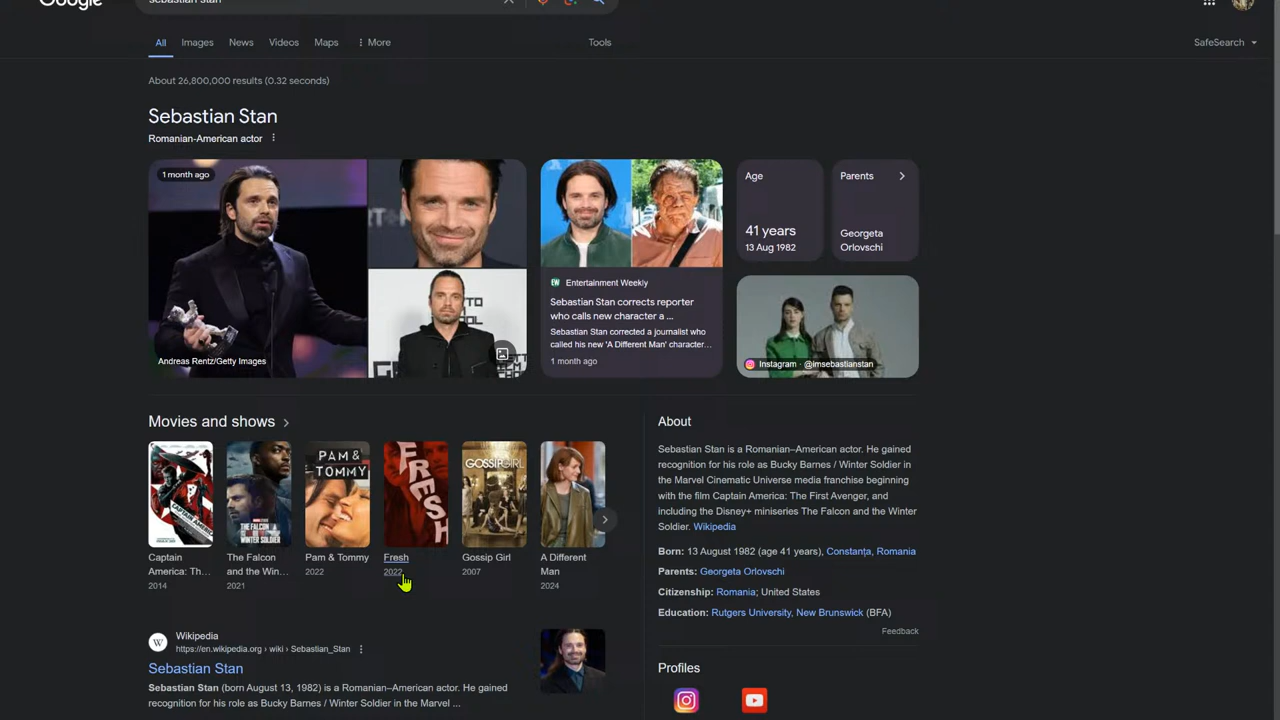 Google
sebastian stan
All
Images
News
Videos
Maps
More
Tools
SafeSearch
About 26,800,000 results (0.32 seconds)
Sebastian Stan
Romanian-American actor
1 month ago
Andreas Rentz/Getty Images
Entertainment Weekly
Sebastian Stan corrects reporter
who calls new character a ...
Sebastian Stan corrected a journalist who
called his new 'A Different Man' character...
1 month ago
Age
41 years
13 Aug 1982
Parents
Georgeta
Orlovschi
Instagram · @imsebastianstan
Movies and shows
PAM &
TOMMY
FRESH
GOSSIP GIRL
Captain
America: Th...
2014
The Falcon
and the Win...
2021
Pam & Tommy
2022
Fresh
2022
Gossip Girl
2007
A Different
Man
2024
W
Wikipedia
https://en.wikipedia.org › wiki › Sebastian_Stan
Sebastian Stan
Sebastian Stan (born August 13, 1982) is a Romanian–American actor. He gained
recognition for his role as Bucky Barnes / Winter Soldier in the Marvel ...
About
Sebastian Stan is a Romanian–American actor. He gained
recognition for his role as Bucky Barnes / Winter Soldier in
the Marvel Cinematic Universe media franchise beginning
with the film Captain America: The First Avenger, and
including the Disney+ miniseries The Falcon and the Winter
Soldier. Wikipedia
Born: 13 August 1982 (age 41 years), Constanța, Romania
Parents: Georgeta Orlovschi
Citizenship: Romania; United States
Education: Rutgers University, New Brunswick (BFA)
Feedback
Profiles